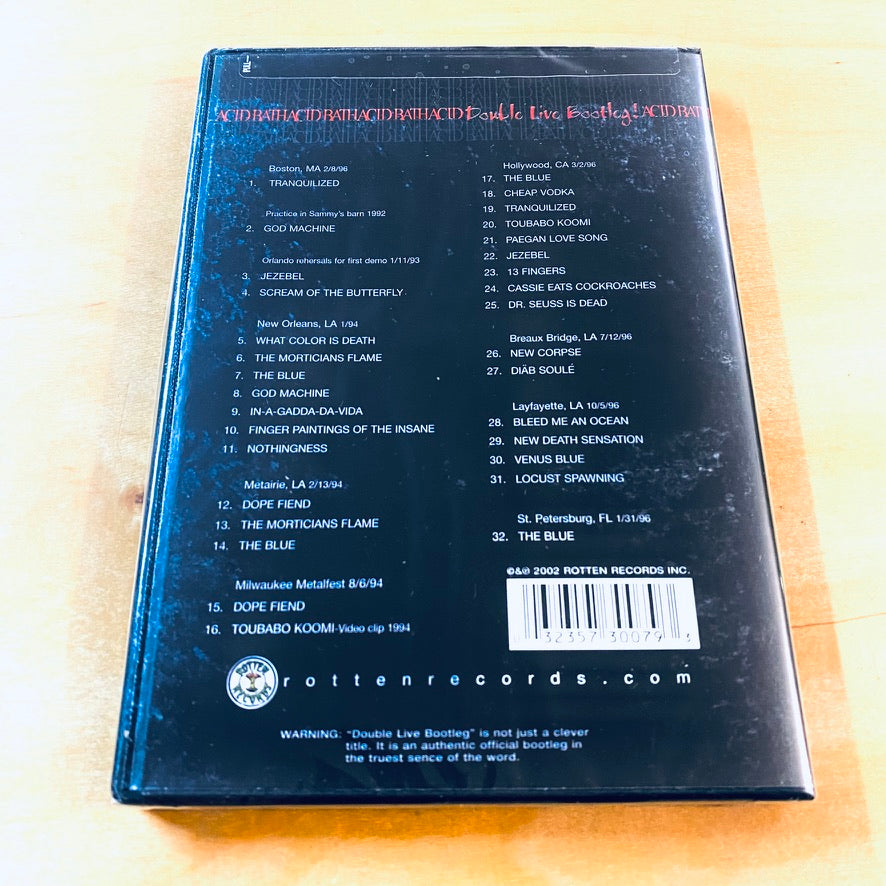 PULL—
ACID BATHACID BATHACID BATHACID Double Live Bootleg! ACID BATH
Boston, MA 2/8/96
1. TRANQUILIZED
Practice in Sammy's barn 1992
2. GOD MACHINE
Orlando rehersals for first demo 1/11/93
3. JEZEBEL
4. SCREAM OF THE BUTTERFLY
New Orleans, LA 1/94
5. WHAT COLOR IS DEATH
6. THE MORTICIANS FLAME
7. THE BLUE
8. GOD MACHINE
9. IN-A-GADDA-DA-VIDA
10. FINGER PAINTINGS OF THE INSANE
11. NOTHINGNESS
Metairie, LA 2/13/94
12. DOPE FIEND
13. THE MORTICIANS FLAME
14. THE BLUE
Milwaukee Metalfest 8/6/94
15. DOPE FIEND
16. TOUBABO KOOMI-Video clip 1994
Hollywood, CA 3/2/96
17. THE BLUE
18. CHEAP VODKA
19. TRANQUILIZED
20. TOUBABO KOOMI
21. PAEGAN LOVE SONG
22. JEZEBEL
23. 13 FINGERS
24. CASSIE EATS COCKROACHES
25. DR. SEUSS IS DEAD
Breaux Bridge, LA 7/12/96
26. NEW CORPSE
27. DIÄB SOULÉ
Layfayette, LA 10/5/96
28. BLEED ME AN OCEAN
29. NEW DEATH SENSATION
30. VENUS BLUE
31. LOCUST SPAWNING
St. Petersburg, FL 1/31/96
32. THE BLUE
©&℗ 2002 ROTTEN RECORDS INC.
0 32357 30079 3
ROTTEN RECORDS
rottenrecords.com
WARNING: "Double Live Bootleg" is not just a clever
title. It is an authentic official bootleg in
the truest sence of the word.